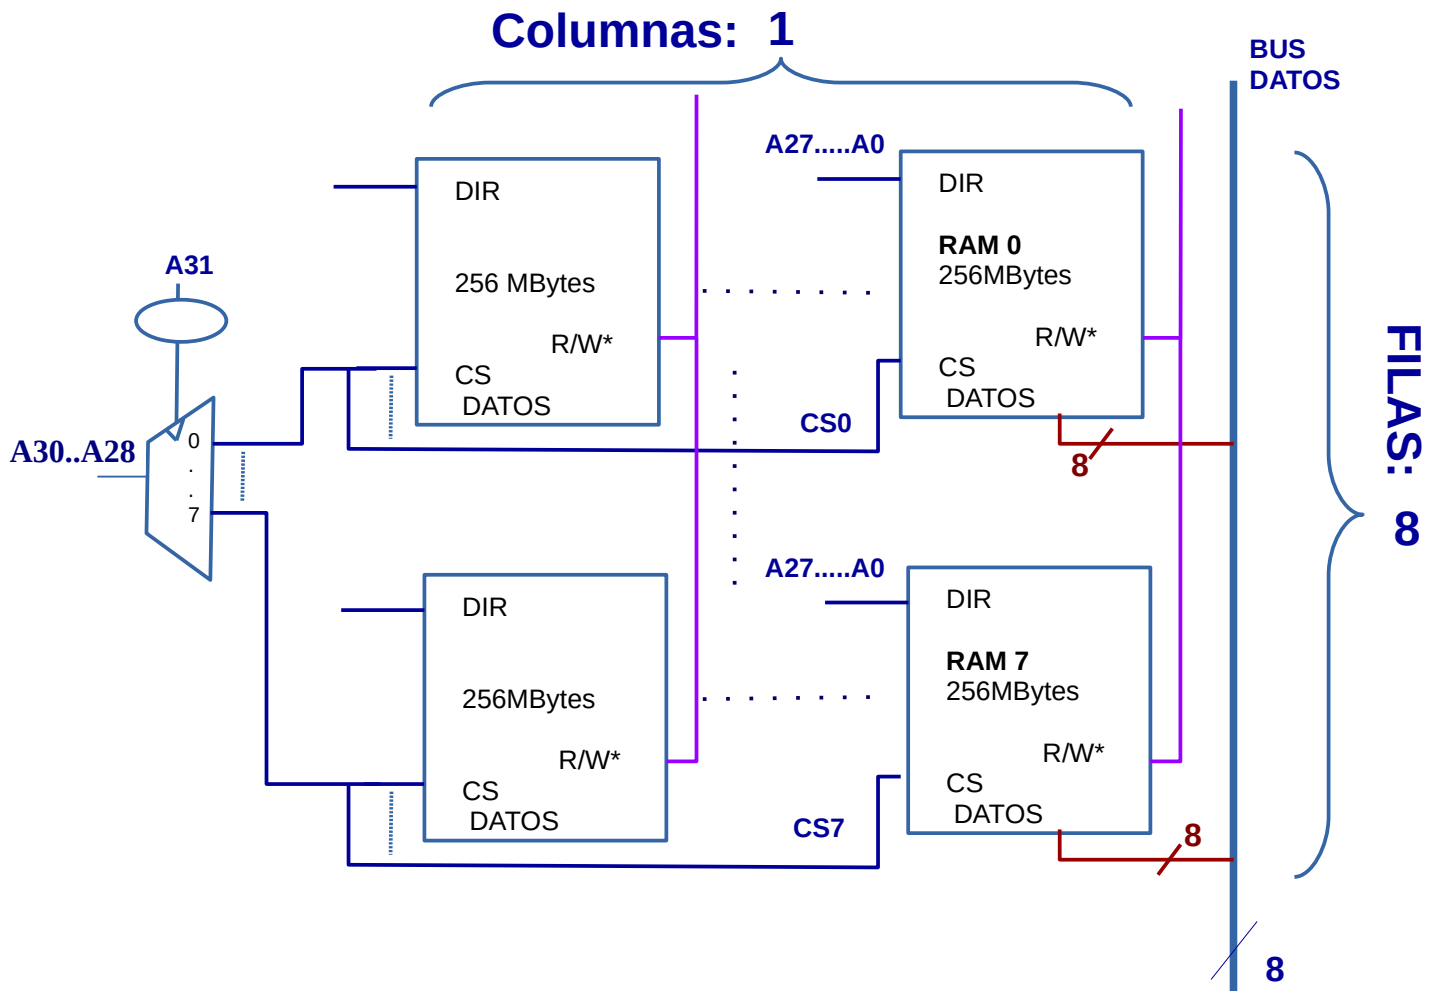 Columnas: 1
BUS
DATOS
A27.....A0
DIR
256 MBytes
R/W*
CS
DATOS
DIR
RAM 0
256MBytes
R/W*
CS
DATOS
A31
A30..A28
0
.
.
7
CS0
8
FILAS: 8
A27.....A0
DIR
256MBytes
R/W*
CS
DATOS
DIR
RAM 7
256MBytes
R/W*
CS
DATOS
CS7
8
8